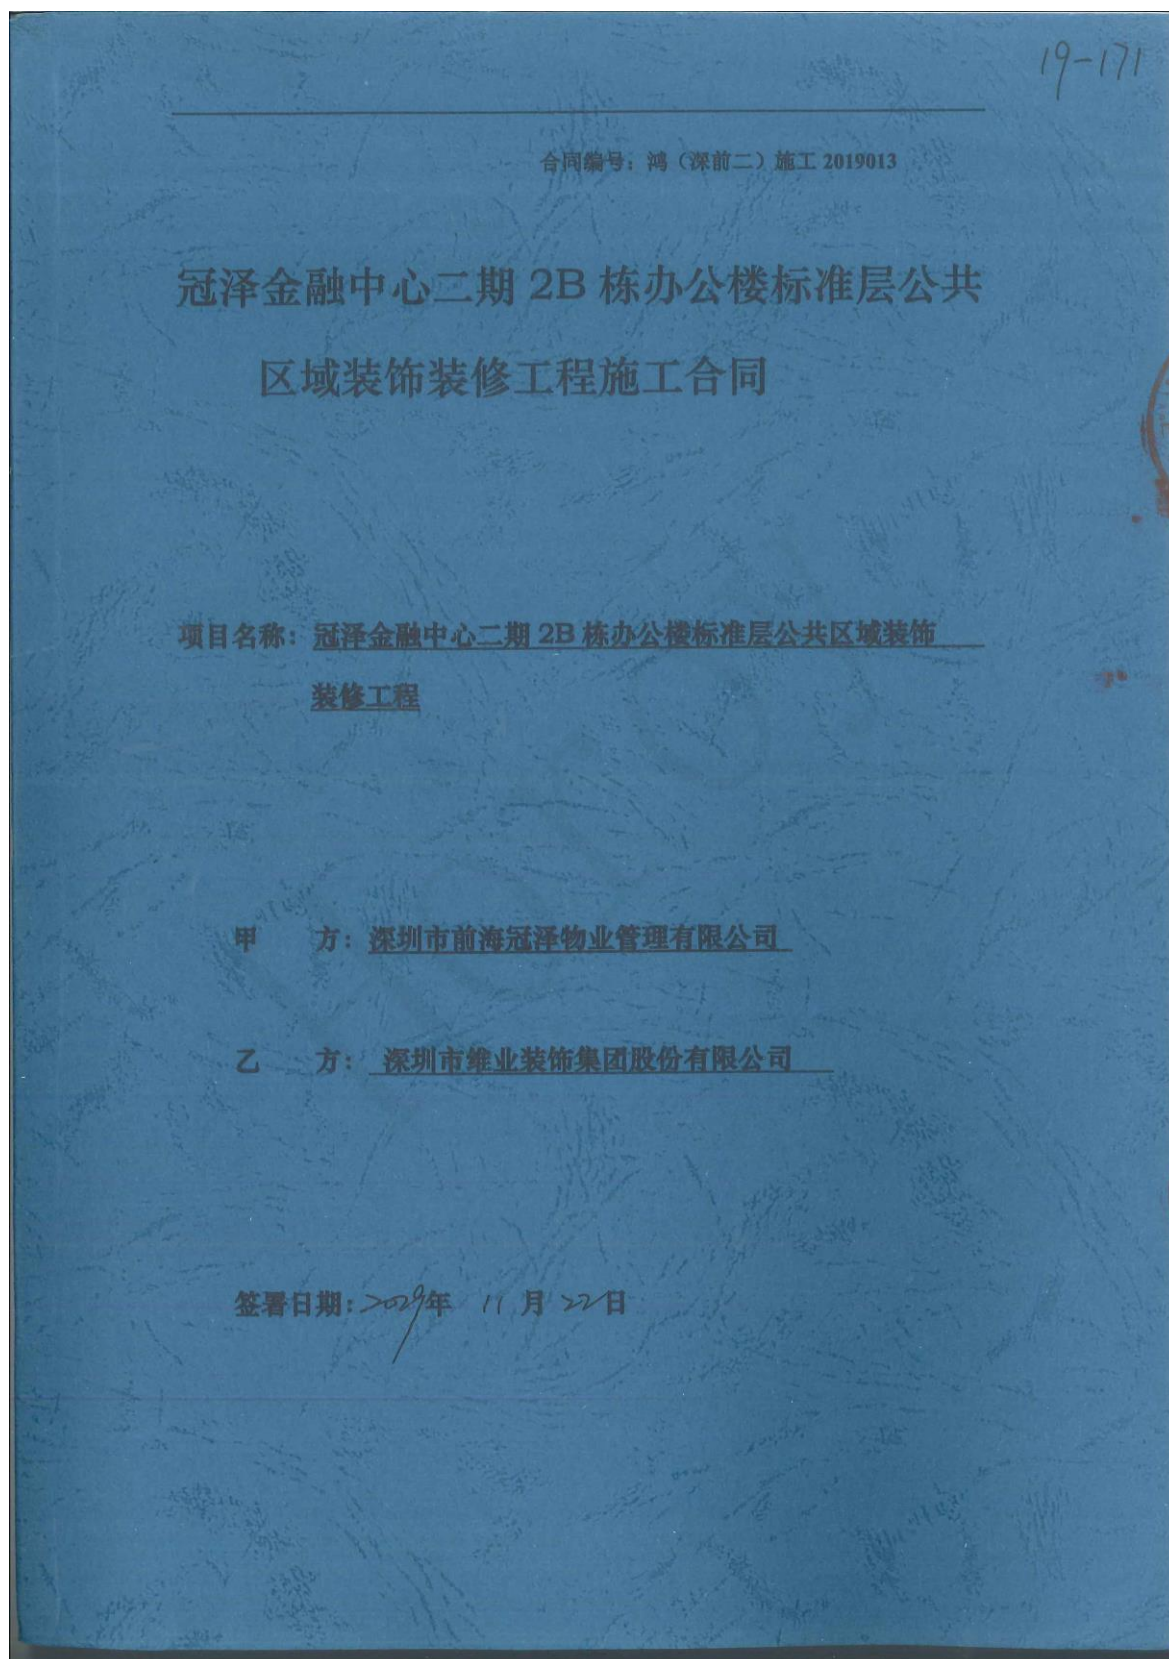 19-171
合同编号：鸿（深前二）施工 2019013
冠泽金融中心二期 2B 栋办公楼标准层公共
区域装饰装修工程施工合同
项目名称：冠泽金融中心二期 2B 栋办公楼标准层公共区域装饰
装修工程
甲 方：深圳市前海冠泽物业管理有限公司
乙 方：深圳市维业装饰集团股份有限公司
签署日期：2029年 11 月 22日